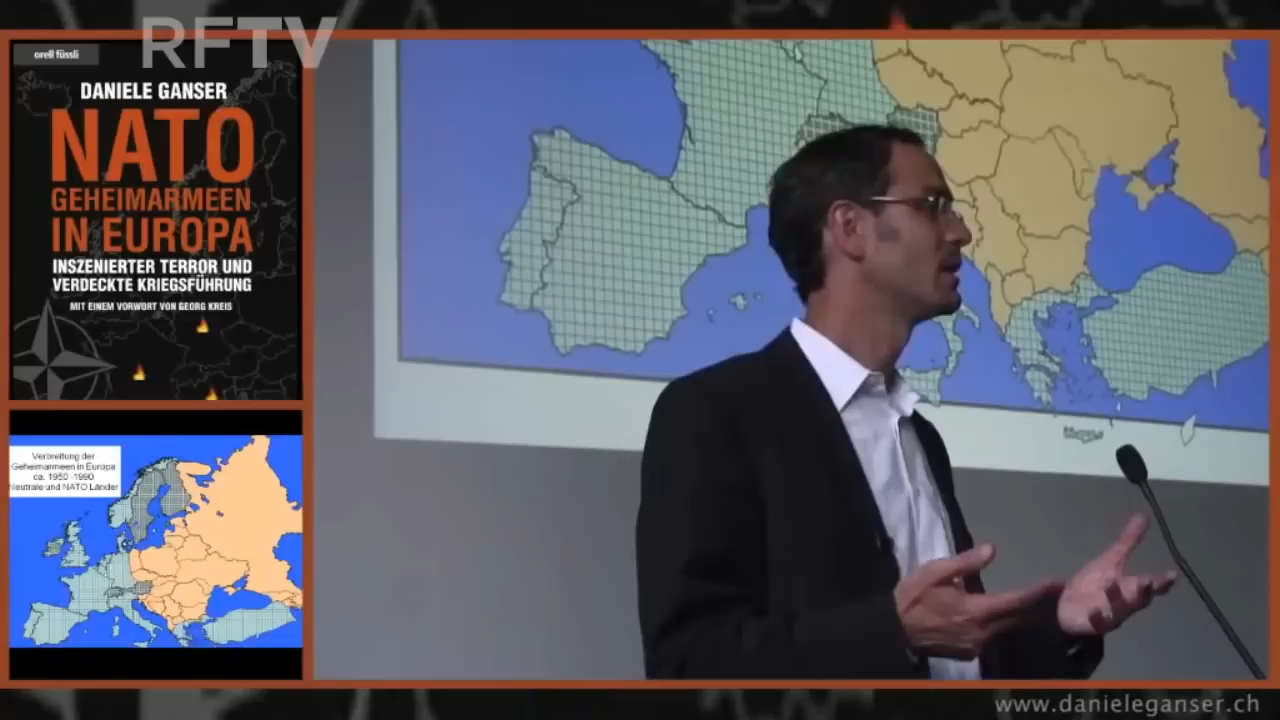 RFTV
orell füssli
DANIELE GANSER
NATO
GEHEIMARMEEN
IN EUROPA
INSZENIERTER TERROR UND
VERDECKTE KRIEGSFÜHRUNG
MIT EINEM VORWORT VON GEORG KREIS
Verbreitung der
Geheimarmeen in Europa
ca. 1950 -1990
Neutrale und NATO Länder
www.danieleganser.ch